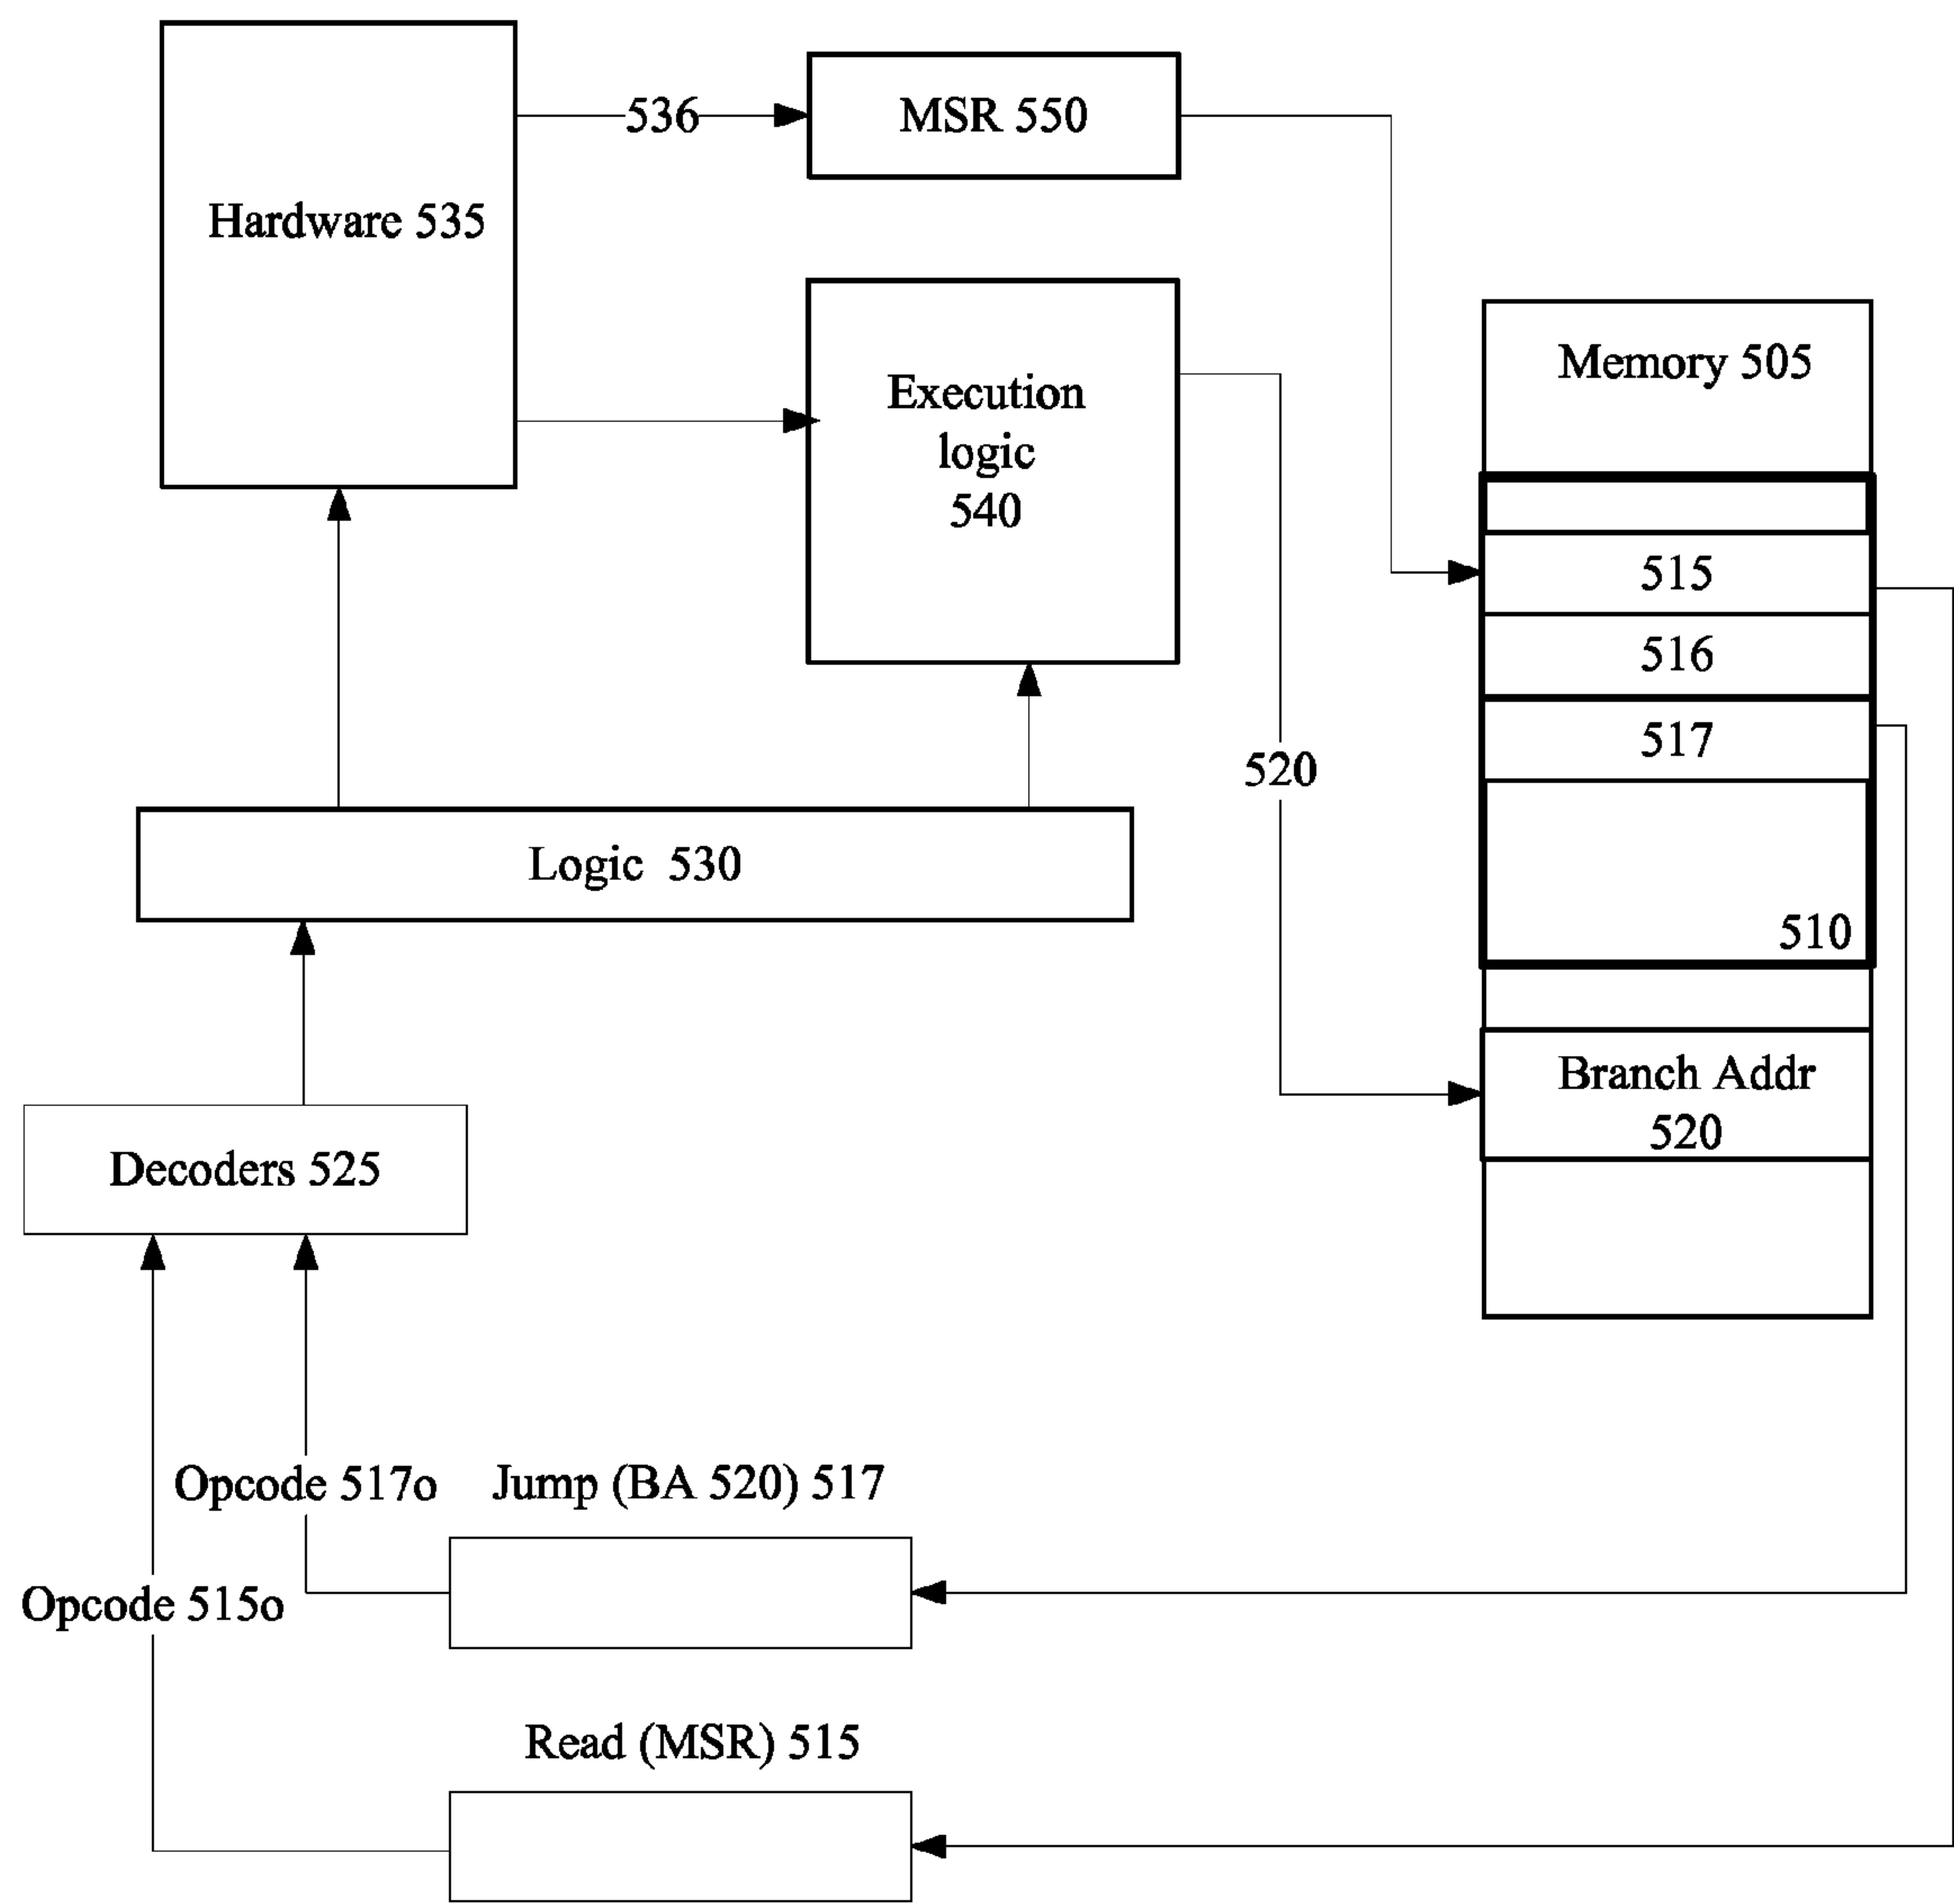 536
MSR 550
Hardware 535
Memory 505
Execution
logic
540
515
516
517
520
Logic  530
510
Branch Addr
520
Decoders 525
Opcode 517o
Jump (BA 520) 517
Opcode 515o
Read (MSR) 515